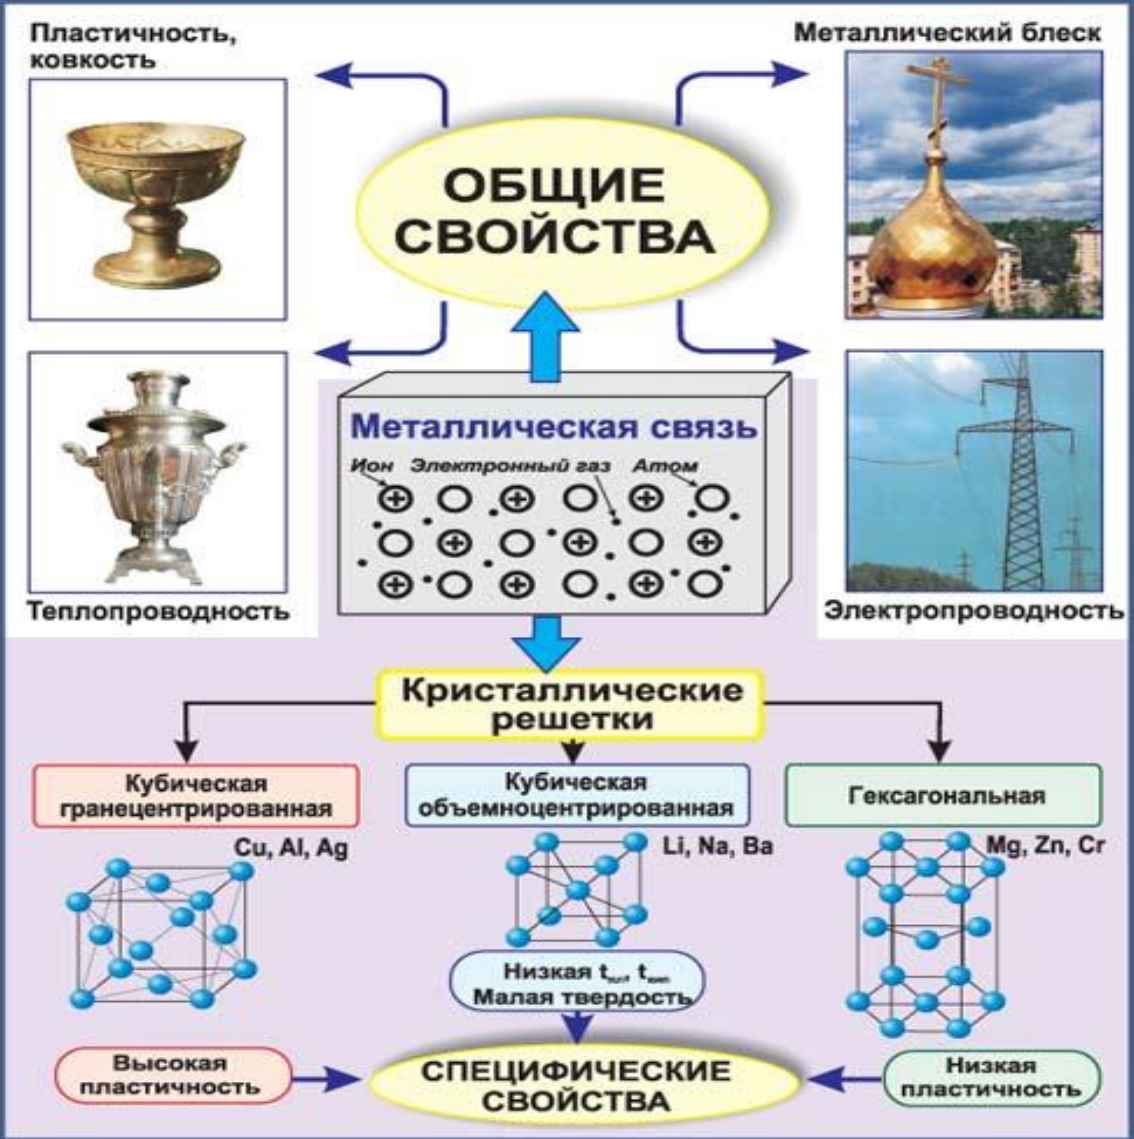 Пластичность,
ковкость
Металлический блеск
ОБЩИЕ
СВОЙСТВА
Металлическая связь
Ион Электронный газ Атом
Теплопроводность
Электропроводность
Кристаллические
решетки
Кубическая
гранецентрированная
Кубическая
объемноцентрированная
Гексагональная
Cu, Al, Ag
Li, Na, Ba
Mg, Zn, Cr
Низкая t, t
Малая твердость
Высокая
пластичность
СПЕЦИФИЧЕСКИЕ
СВОЙСТВА
Низкая
пластичность